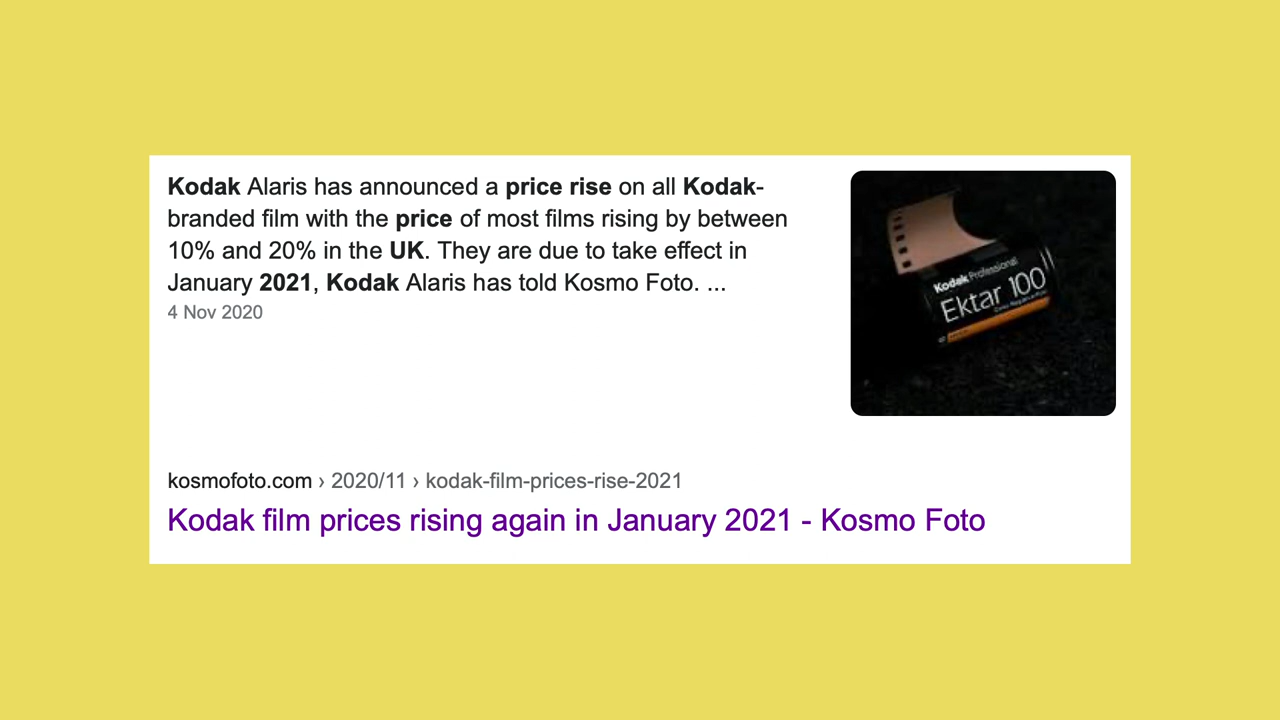 Kodak Alaris has announced a price rise on all Kodak-
branded film with the price of most films rising by between
10% and 20% in the UK. They are due to take effect in
January 2021, Kodak Alaris has told Kosmo Foto. ...
4 Nov 2020
Kodak Professional
Ektar 100
kosmofoto.com › 2020/11 › kodak-film-prices-rise-2021
Kodak film prices rising again in January 2021 - Kosmo Foto